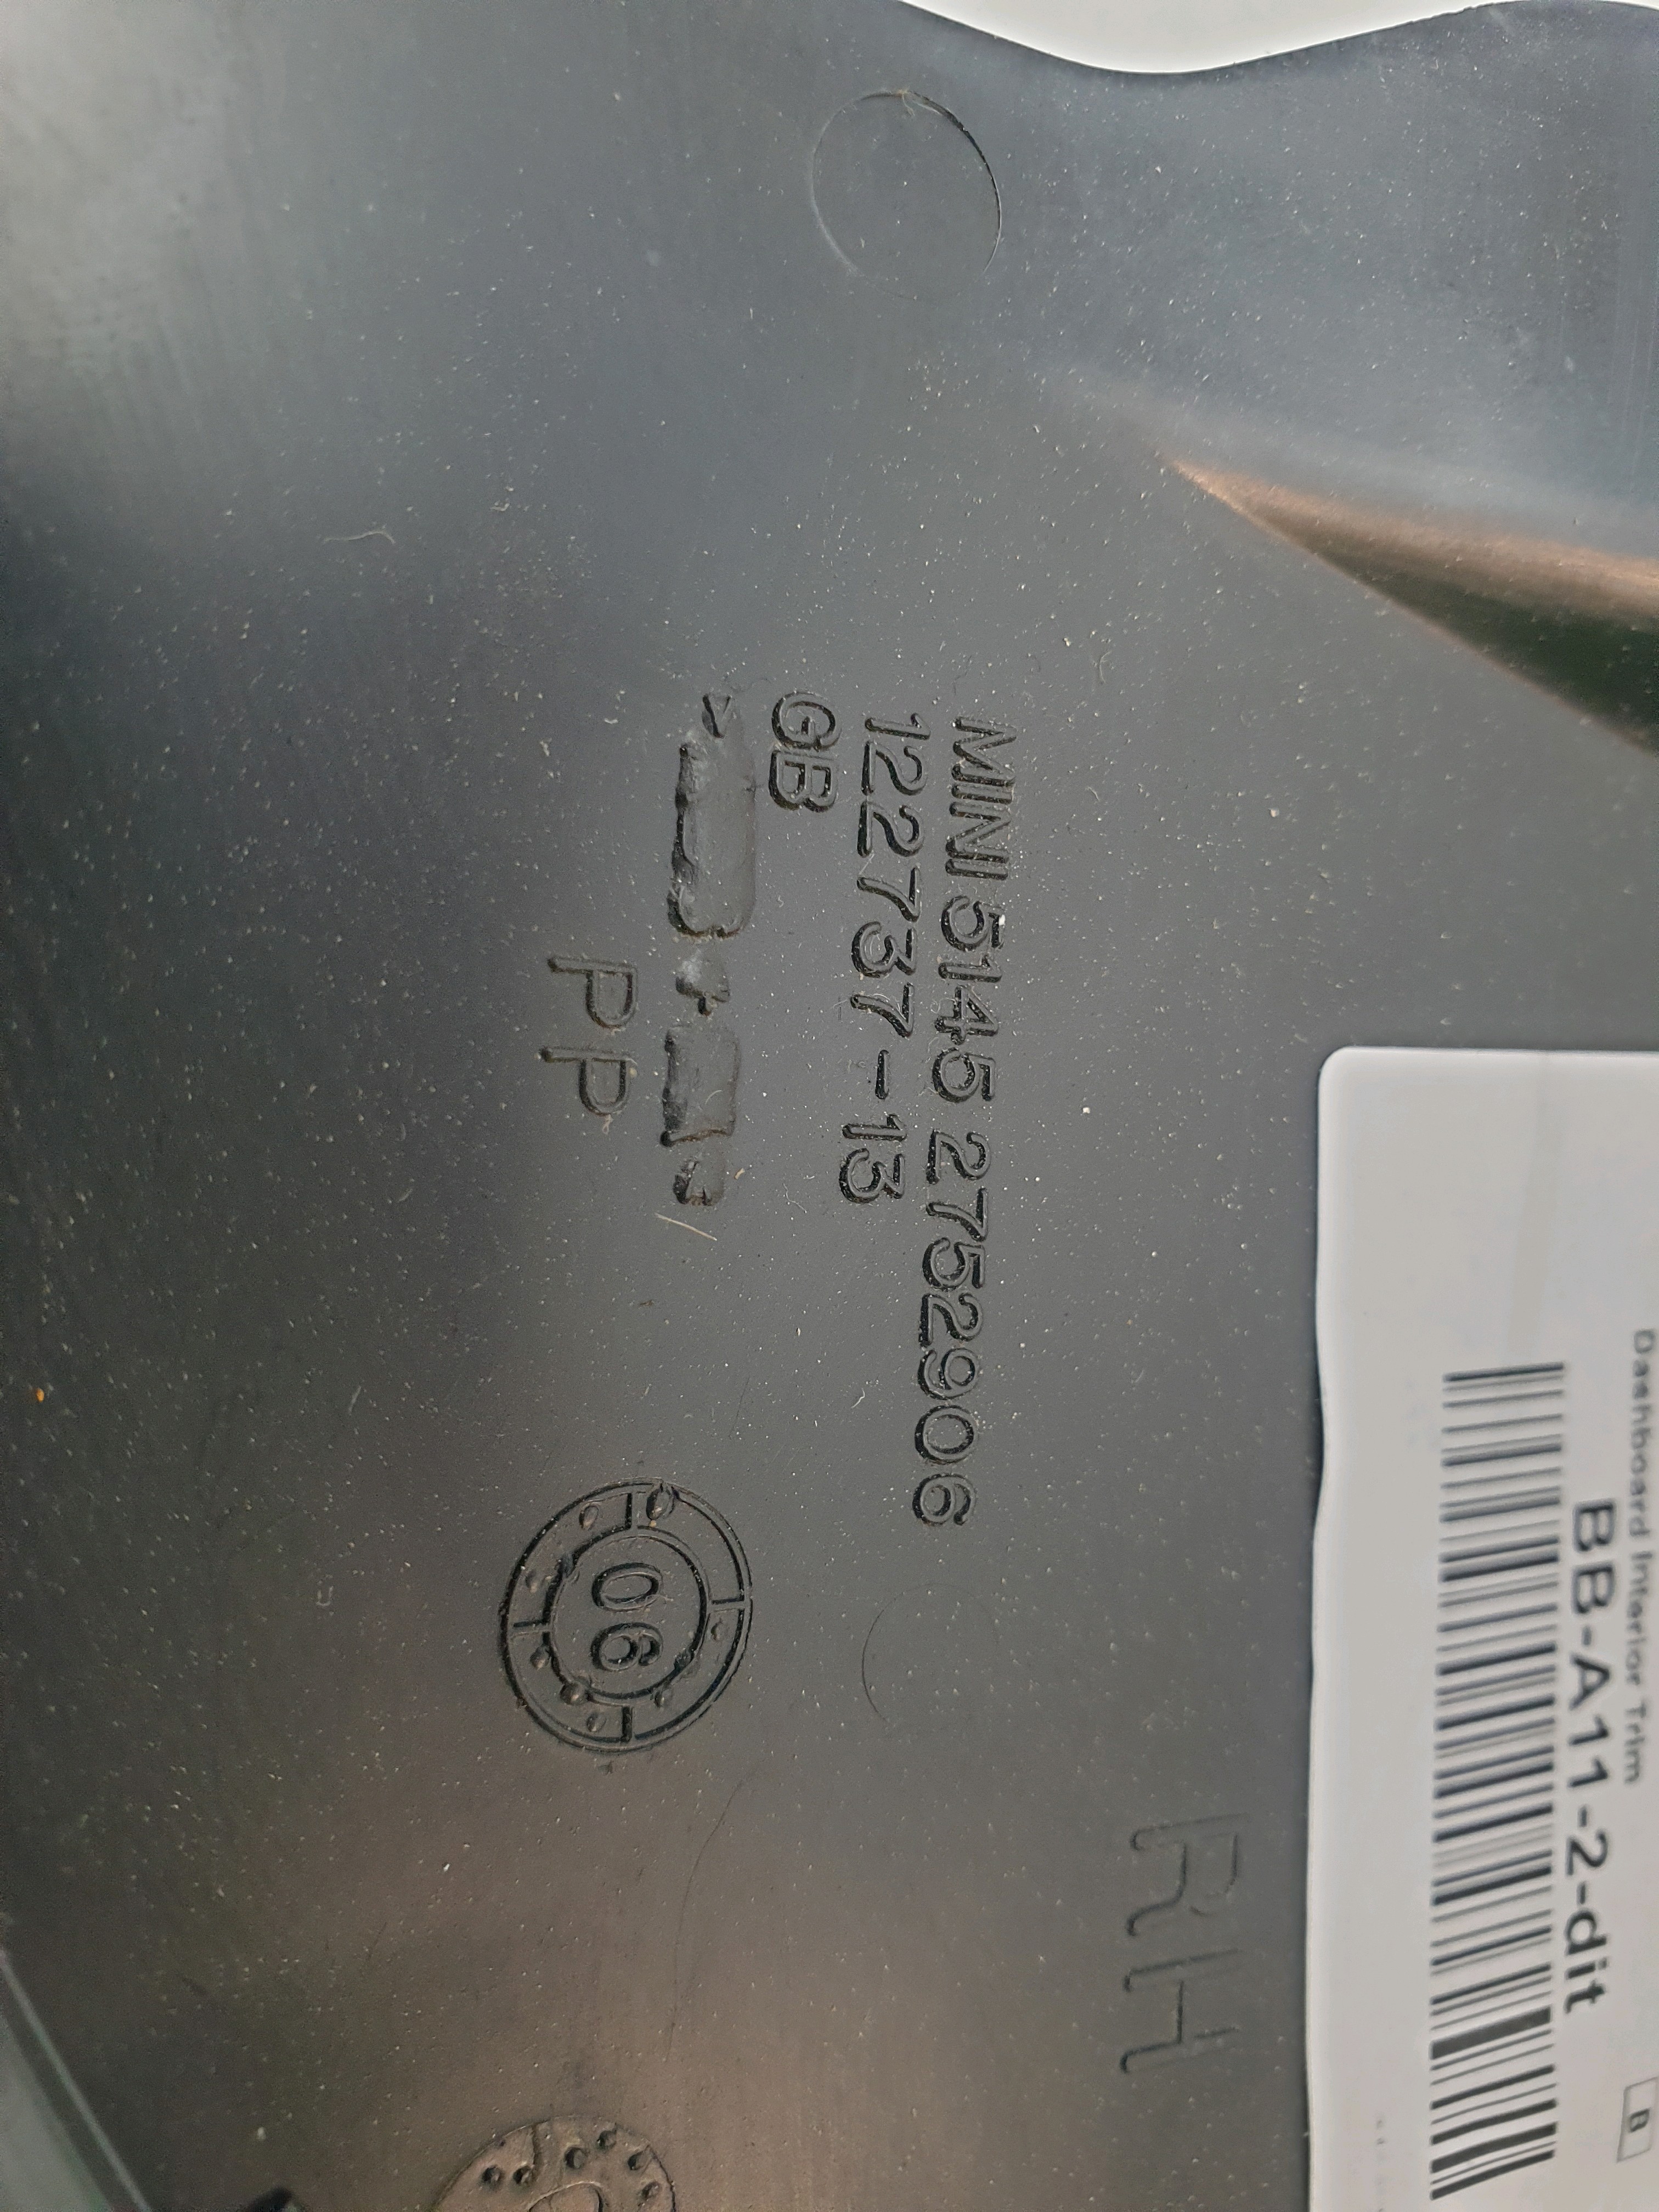 Dashboard Interior Trim
BB-A11-2-dit
B
MINI 5145 2752906
122737-13
GB
PP
06
RH